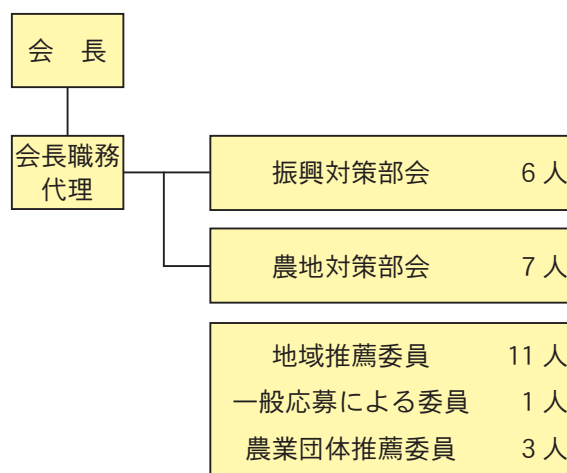 会　長
会長職務
代理
振興対策部会　6 人
農地対策部会　7 人
地域推薦委員　11 人
一般応募による委員　1 人
農業団体推薦委員　3 人